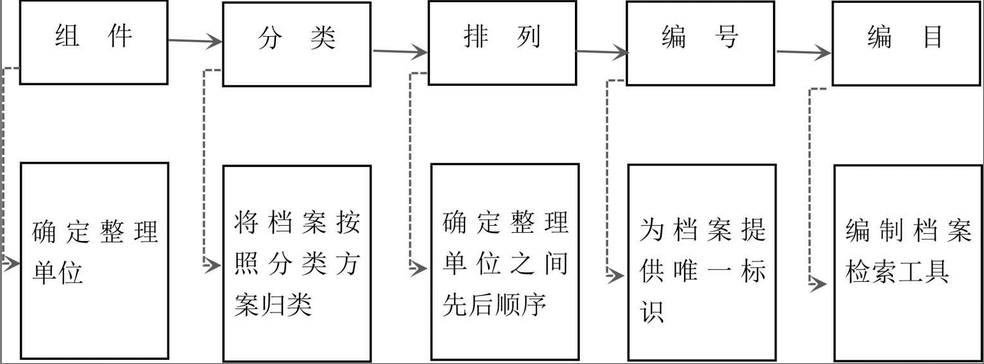 组 件
分 类
排 列
编 号
编 目
确定整理
单位
将档案按
照分类方
案归类
确定整理
单位之间
先后顺序
为档案提
供唯一标
识
编制档案
检索工具